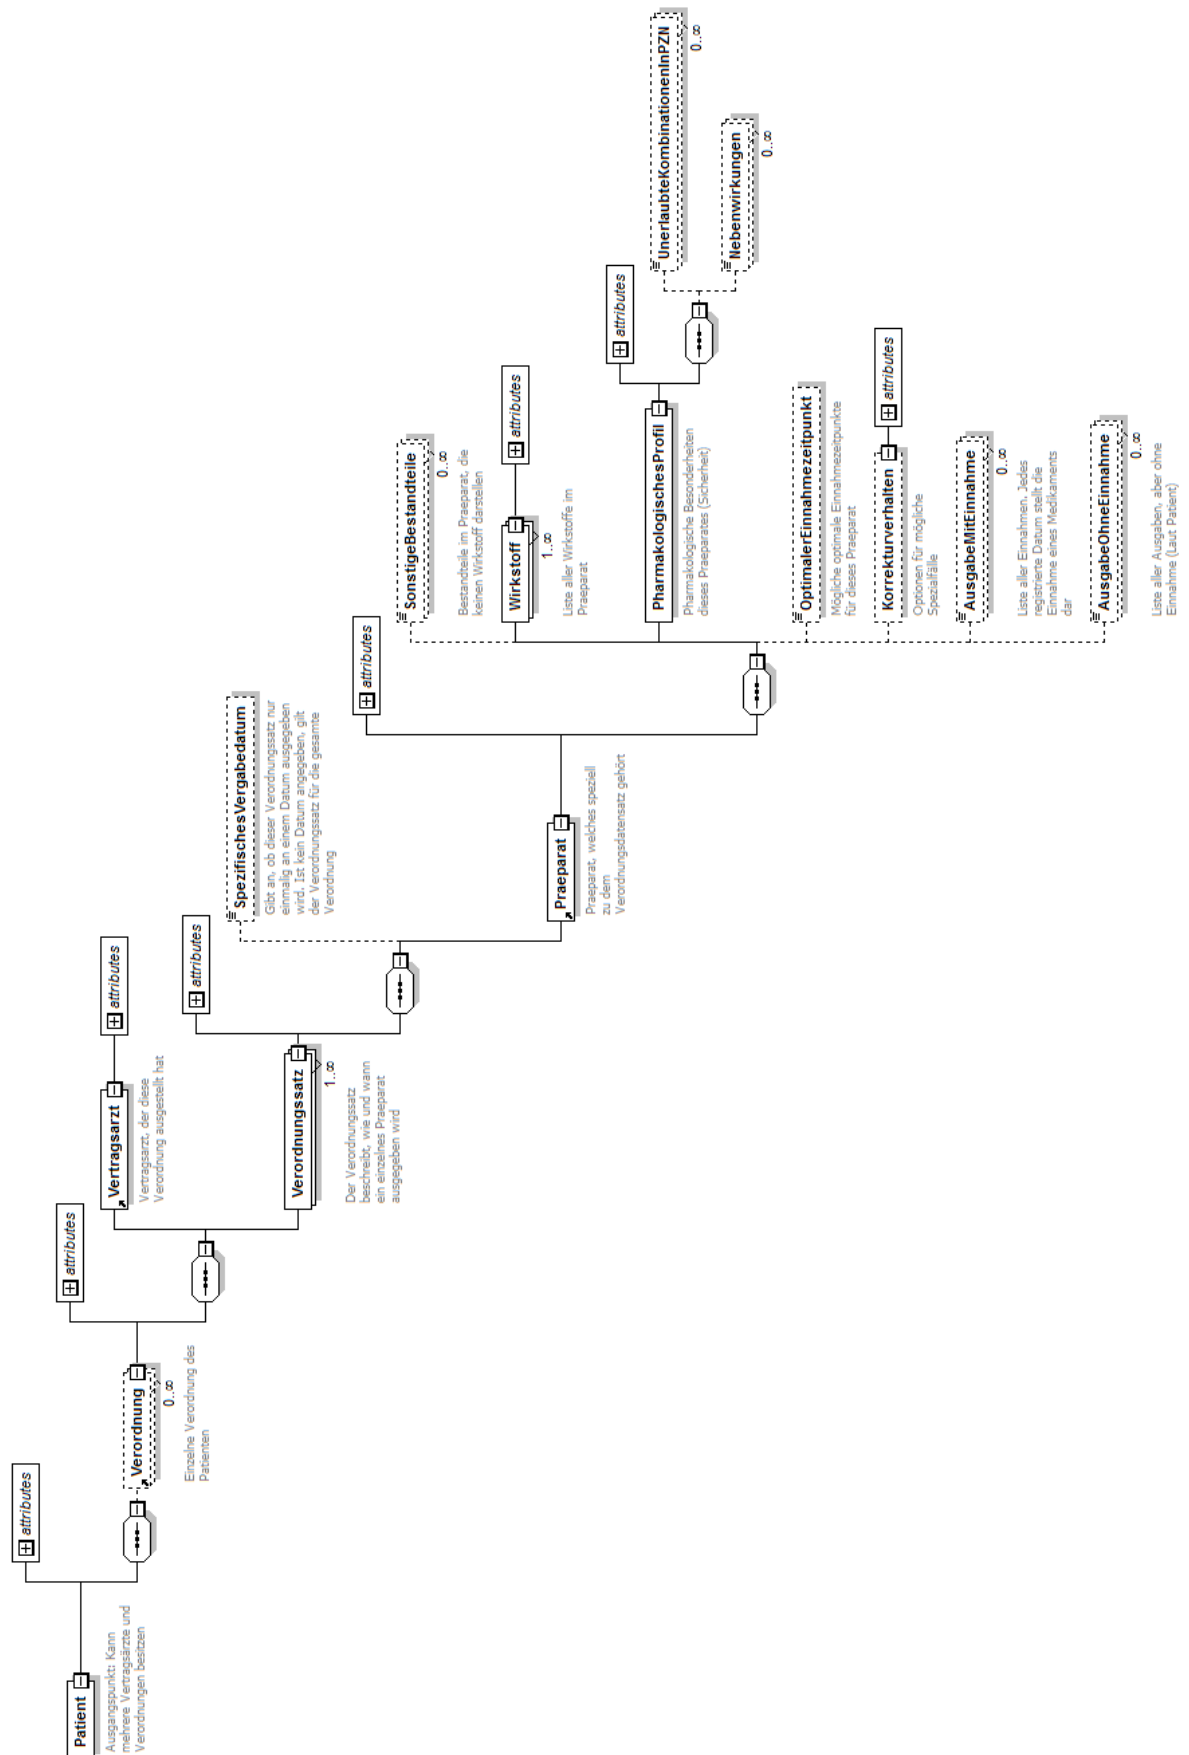 Patient
Ausgangspunkt: Kann
mehrere Vertragsärzte und
Verordnungen besitzen
attributes
Verordnung
0..∞
Einzelne Verordnung des
Patienten
attributes
Vertragsarzt
Vertragsarzt, der diese
Verordnung ausgestellt hat
attributes
Verordnungssatz
1..∞
Der Verordnungssatz
beschreibt, wie und wann
ein einzelnes Praeparat
ausgegeben wird
attributes
SpezifischesVergabedatum
Gibt an, ob dieser Verordnungssatz nur
einmalig an einem Datum ausgegeben
wird. Ist kein Datum angegeben, gilt
der Verordnungssatz für die gesamte
Verordnung
Praeparat
Praeparat, welches speziell
zu dem
Verordnungsdatensatz gehört
attributes
SonstigeBestandteile
0..∞
Bestandteile im Praeparat, die
keinen Wirkstoff darstellen
Wirkstoff
1..∞
Liste aller Wirkstoffe im
Praeparat
attributes
PharmakologischesProfil
Pharmakologische Besonderheiten
dieses Praeparates (Sicherheit)
attributes
UnerlaubteKombinationenInPZN
0..∞
Nebenwirkungen
0..∞
OptimalerEinnahmezeitpunkt
Mögliche optimale Einnahmezeitpunkte
für dieses Praeparat
Korrekturverhalten
Optionen für mögliche
Spezialfälle
attributes
AusgabeMitEinnahme
0..∞
Liste aller Einnahmen, Jedes
registrierte Datum stellt die
Einnahme eines Medikaments
dar
AusgabeOhneEinnahme
0..∞
Liste aller Ausgaben, aber ohne
Einnahme (Laut Patient)